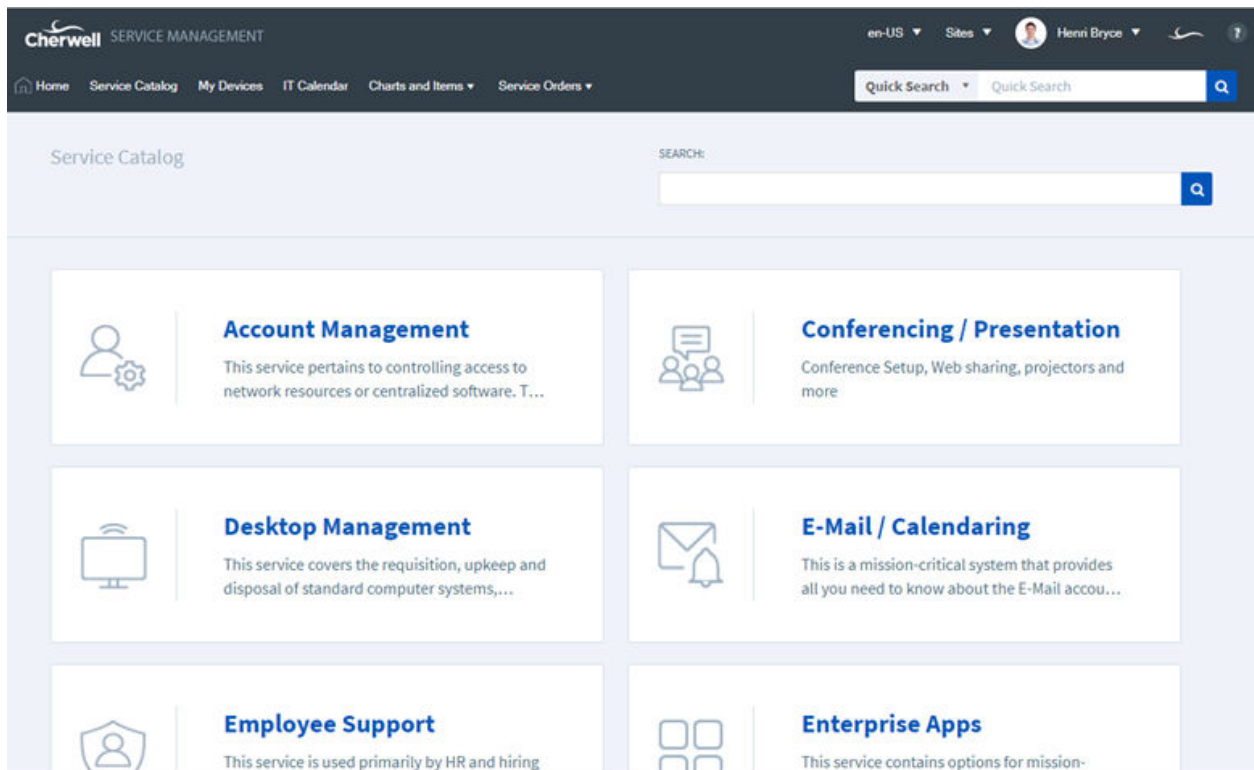 Cherwell SERVICE MANAGEMENT
en-US ▼ Sites ▼ Henri Bryce ▼ ?
Home Service Catalog My Devices IT Calendar Charts and Items ▾ Service Orders ▾
Quick Search ▾ Quick Search
Service Catalog
SEARCH:
Account Management
This service pertains to controlling access to
network resources or centralized software. T...
Conferencing / Presentation
Conference Setup, Web sharing, projectors and
more
Desktop Management
This service covers the requisition, upkeep and
disposal of standard computer systems,...
E-Mail / Calendaring
This is a mission-critical system that provides
all you need to know about the E-Mail accou...
Employee Support
This service is used primarily by HR and hiring
Enterprise Apps
This service contains options for mission-